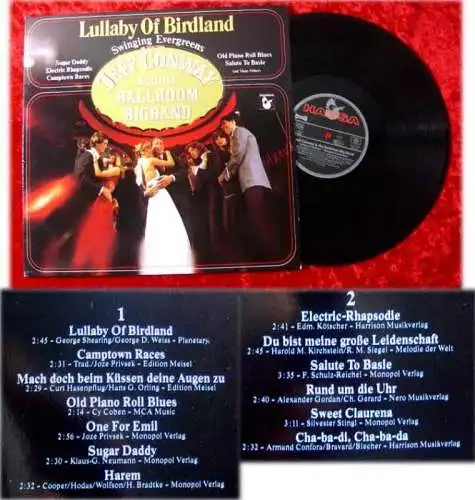 Lullaby Of Birdland
Swinging Evergreens
Sugar Daddy
Electric Rhapsodie
Camptown Races
Old Piano Roll Blues
Salute To Basie
(and Many Others)
JEFF CONWAY
BALLROOM
BIGBAND
HANSA
1
Lullaby Of Birdland
2:45 - George Shearing/George D. Weiss - Planetary.
Camptown Races
2:31 - Trad./Joze Privsek - Edition Meisel
Mach doch beim Küssen deine Augen zu
2:29 - Curt Hasenpflug/Hans G. Orling - Edition Meisel
Old Piano Roll Blues
2:14 - Cy Coben - MCA Music
One For Emil
2:56 - Joze Privsek - Monopol Verlag
Sugar Daddy
2:30 - Klaus-G. Neumann - Monopol Verlag
Harem
2:32 - Cooper/Hodas/Wolfson/H. Bradtke - Monopol Verlag
2
Electric-Rhapsodie
2:41 - Edm. Kötscher - Harrison Musikverlag
Du bist meine große Leidenschaft
2:45 - Harold M. Kirchstein/R. M. Siegel - Melodie der Welt
Salute To Basie
3:35 - F. Schulz-Reichel - Monopol Verlag
Rund um die Uhr
2:40 - Alexander Gordan/Ch. Gerard - Nero Musikverlag
Sweet Claurena
3:11 - Silvester Stingl - Monopol Verlag
Cha-ba-di, Cha-ba-da
2:32 - Armand Confora/Bravard/Blecher - Harrison Musikverlag